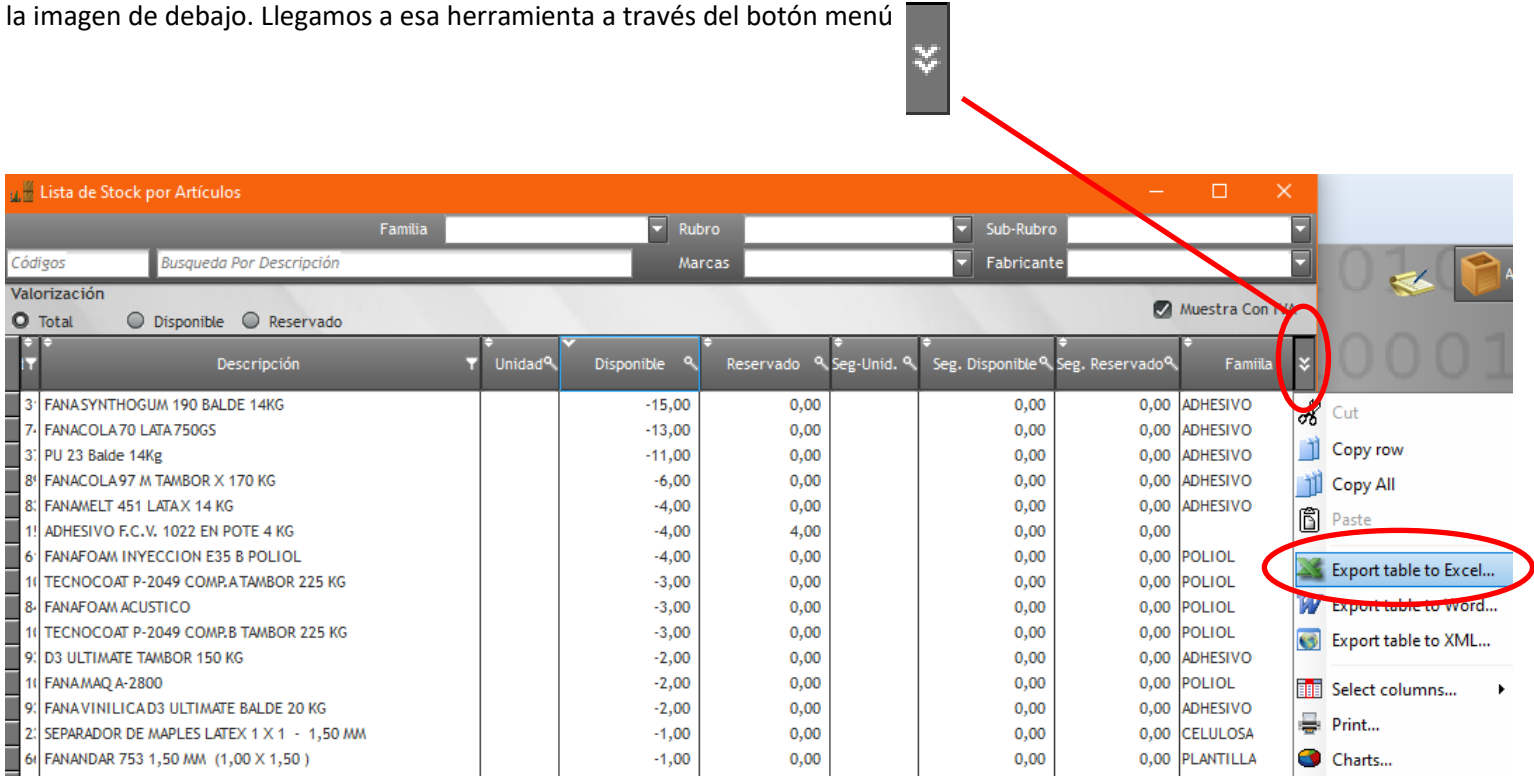 la imagen de debajo. Llegamos a esa herramienta a través del botón menú
Lista de Stock por Artículos
Familia Rubro Sub-Rubro
Códigos Busqueda Por Descripción Marcas Fabricante
Valorización
Total Disponible Reservado Muestra Con IVA
Descripción Unidad Disponible Reservado Seg-Unid. Seg. Disponible Seg. Reservado Famiila
FANASYNTHOGUM 190 BALDE 14KG -15,00 0,00 0,00 0,00 ADHESIVO
FANACOLA 70 LATA 750GS -13,00 0,00 0,00 0,00 ADHESIVO
PU 23 Balde 14Kg -11,00 0,00 0,00 0,00 ADHESIVO
FANACOLA 97 M TAMBOR X 170 KG -6,00 0,00 0,00 0,00 ADHESIVO
FANAMELT 451 LATA X 14 KG -4,00 0,00 0,00 0,00 ADHESIVO
ADHESIVO F.C.V. 1022 EN POTE 4 KG -4,00 4,00 0,00 0,00
FANAFOAM INYECCION E35 B POLIOL -4,00 0,00 0,00 0,00 POLIOL
TECNOCOAT P-2049 COMP.A TAMBOR 225 KG -3,00 0,00 0,00 0,00 POLIOL
FANAFOAM ACUSTICO -3,00 0,00 0,00 0,00 POLIOL
TECNOCOAT P-2049 COMP.B TAMBOR 225 KG -3,00 0,00 0,00 0,00 POLIOL
D3 ULTIMATE TAMBOR 150 KG -2,00 0,00 0,00 0,00 ADHESIVO
FANAMAQ A-2800 -2,00 0,00 0,00 0,00 POLIOL
FANAVINILICA D3 ULTIMATE BALDE 20 KG -2,00 0,00 0,00 0,00 ADHESIVO
SEPARADOR DE MAPLES LATEX 1 X 1 - 1,50 MM -1,00 0,00 0,00 0,00 CELULOSA
FANANDAR 753 1,50 MM (1,00 X 1,50 ) -1,00 0,00 0,00 0,00 PLANTILLA
Cut
Copy row
Copy All
Paste
Export table to Excel...
Export table to Word...
Export table to XML...
Select columns...
Print...
Charts...